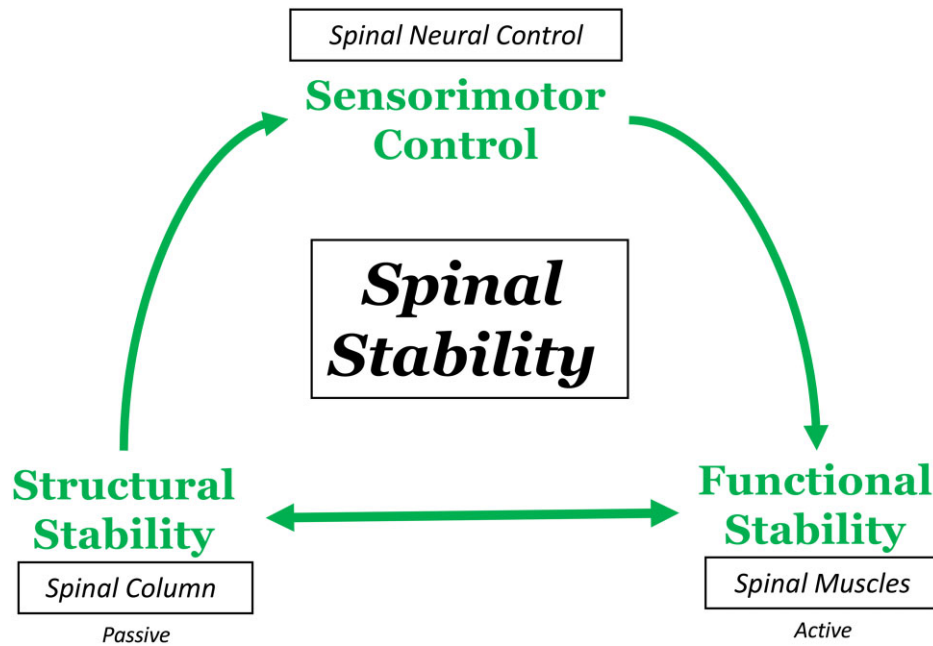 Spinal Neural Control
Sensorimotor
Control
Spinal
Stability
Structural
Stability
Spinal Column
Passive
Functional
Stability
Spinal Muscles
Active